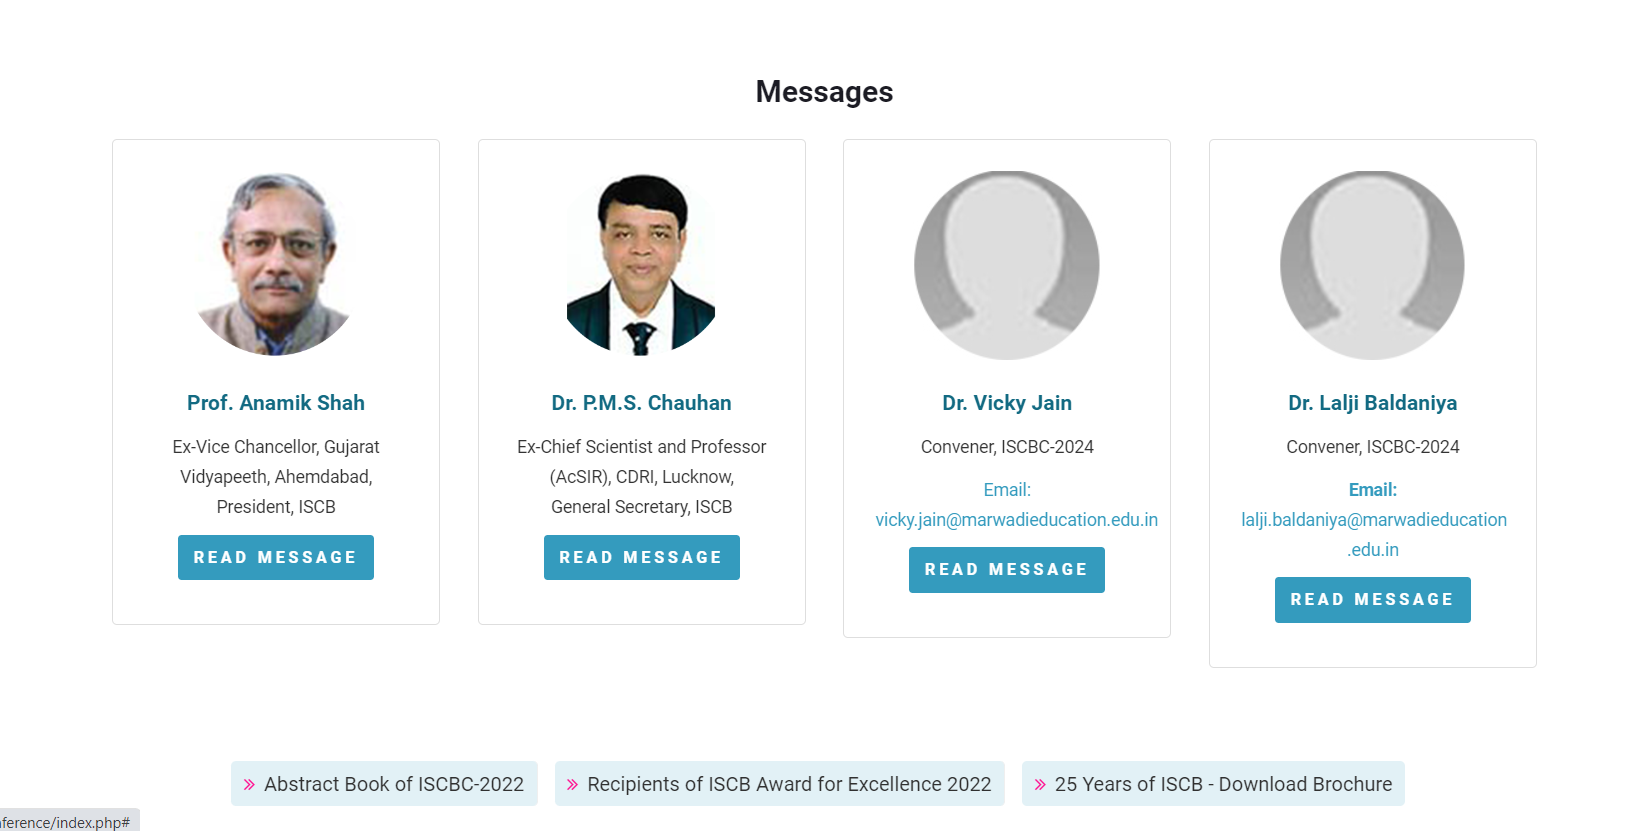 Messages
Prof. Anamik Shah
Ex-Vice Chancellor, Gujarat
Vidyapeeth, Ahemdabad,
President, ISCB
READ MESSAGE
Dr. P.M.S. Chauhan
Ex-Chief Scientist and Professor
(AcSIR), CDRI, Lucknow,
General Secretary, ISCB
READ MESSAGE
Dr. Vicky Jain
Convener, ISCBC-2024
Email:
vicky.jain@marwadieducation.edu.in
READ MESSAGE
Dr. Lalji Baldaniya
Convener, ISCBC-2024
Email:
lalji.baldaniya@marwadieducation
.edu.in
READ MESSAGE
» Abstract Book of ISCBC-2022
» Recipients of ISCB Award for Excellence 2022
» 25 Years of ISCB - Download Brochure
ference/index.php#